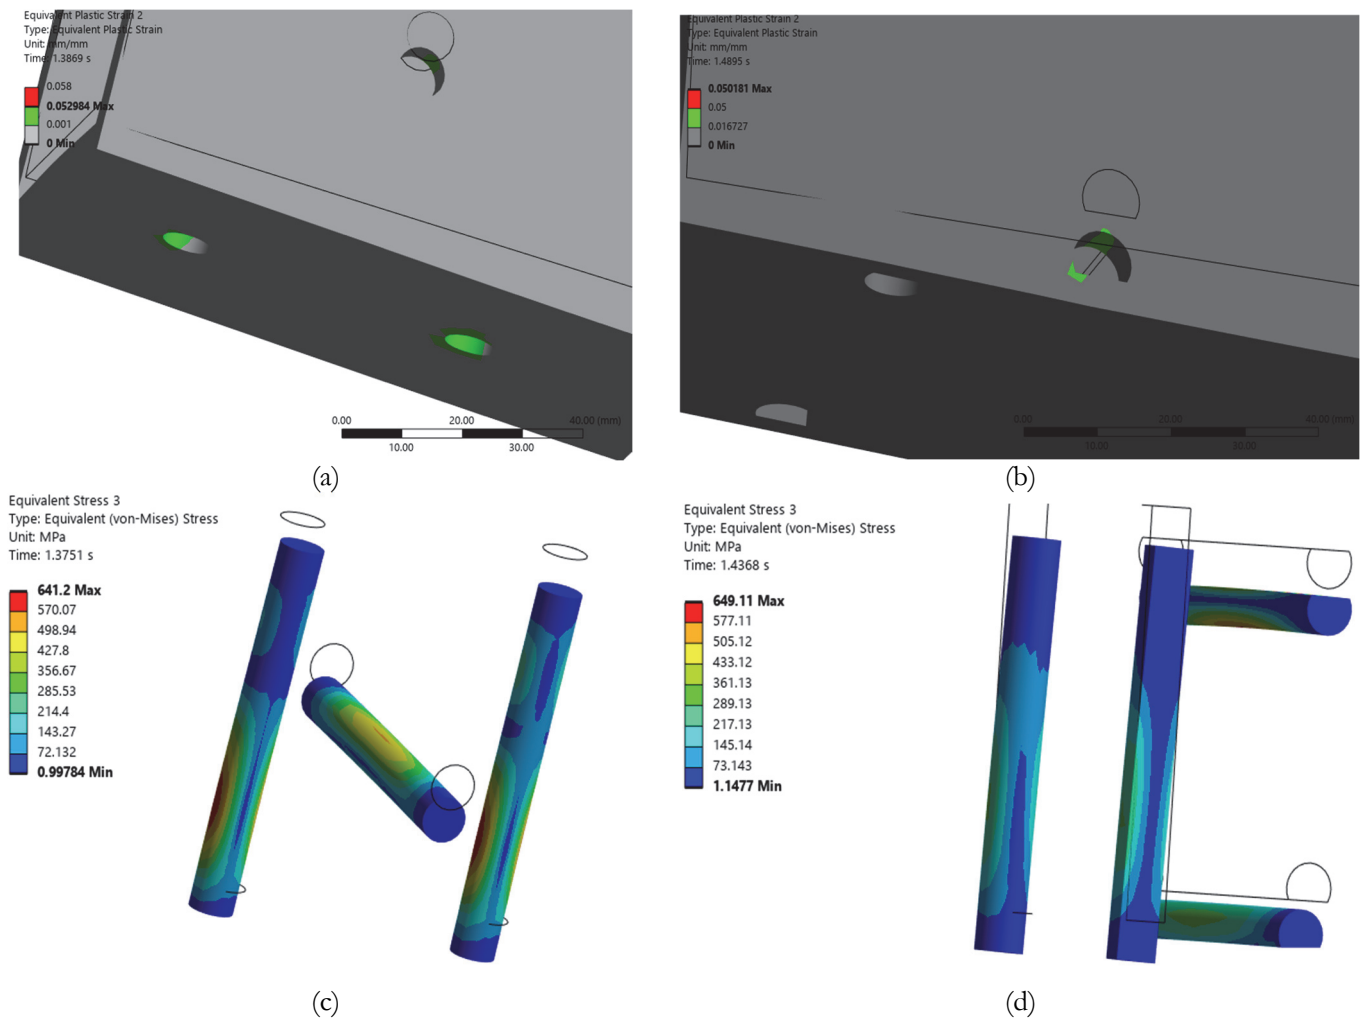 Equivalent Plastic Strain 2
Type: Equivalent Plastic Strain
Unit: mm/mm
Time: 1.3869 s
0.058
0.052984 Max
0.001
0 Min
0.00 20.00 40.00 (mm)
10.00 30.00
(a)
Equivalent Plastic Strain 2
Type: Equivalent Plastic Strain
Unit: mm/mm
Time: 1.4895 s
0.050181 Max
0.05
0.016727
0 Min
0.00 20.00 40.00 (mm)
10.00 30.00
(b)
Equivalent Stress 3
Type: Equivalent (von-Mises) Stress
Unit: MPa
Time: 1.3751 s
641.2 Max
570.07
498.94
427.8
356.67
285.53
214.4
143.27
72.132
0.99784 Min
(c)
Equivalent Stress 3
Type: Equivalent (von-Mises) Stress
Unit: MPa
Time: 1.4368 s
649.11 Max
577.11
505.12
433.12
361.13
289.13
217.13
145.14
73.143
1.1477 Min
(d)